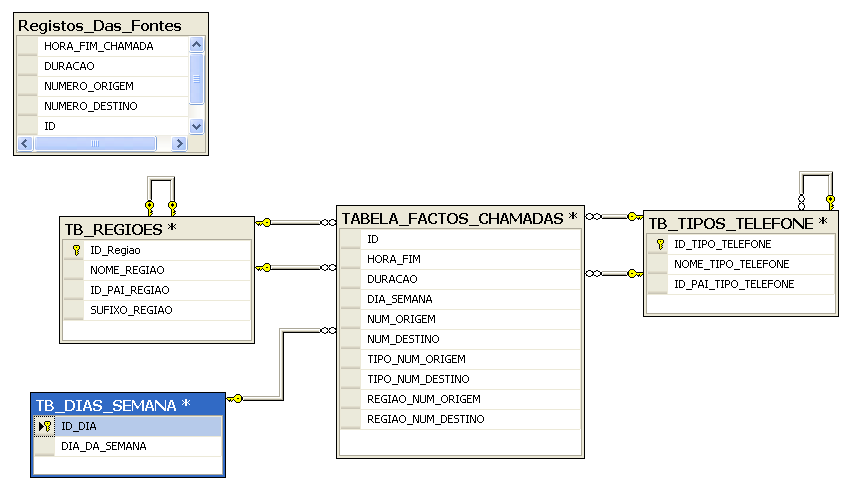 Registos_Das_Fontes
HORA_FIM_CHAMADA
DURACAO
NUMERO_ORIGEM
NUMERO_DESTINO
ID
TB_REGIOES *
ID_Regiao
NOME_REGIAO
ID_PAI_REGIAO
SUFIXO_REGIAO
TABELA_FACTOS_CHAMADAS *
ID
HORA_FIM
DURACAO
DIA_SEMANA
NUM_ORIGEM
NUM_DESTINO
TIPO_NUM_ORIGEM
TIPO_NUM_DESTINO
REGIAO_NUM_ORIGEM
REGIAO_NUM_DESTINO
TB_TIPOS_TELEFONE *
ID_TIPO_TELEFONE
NOME_TIPO_TELEFONE
ID_PAI_TIPO_TELEFONE
TB_DIAS_SEMANA *
ID_DIA
DIA_DA_SEMANA